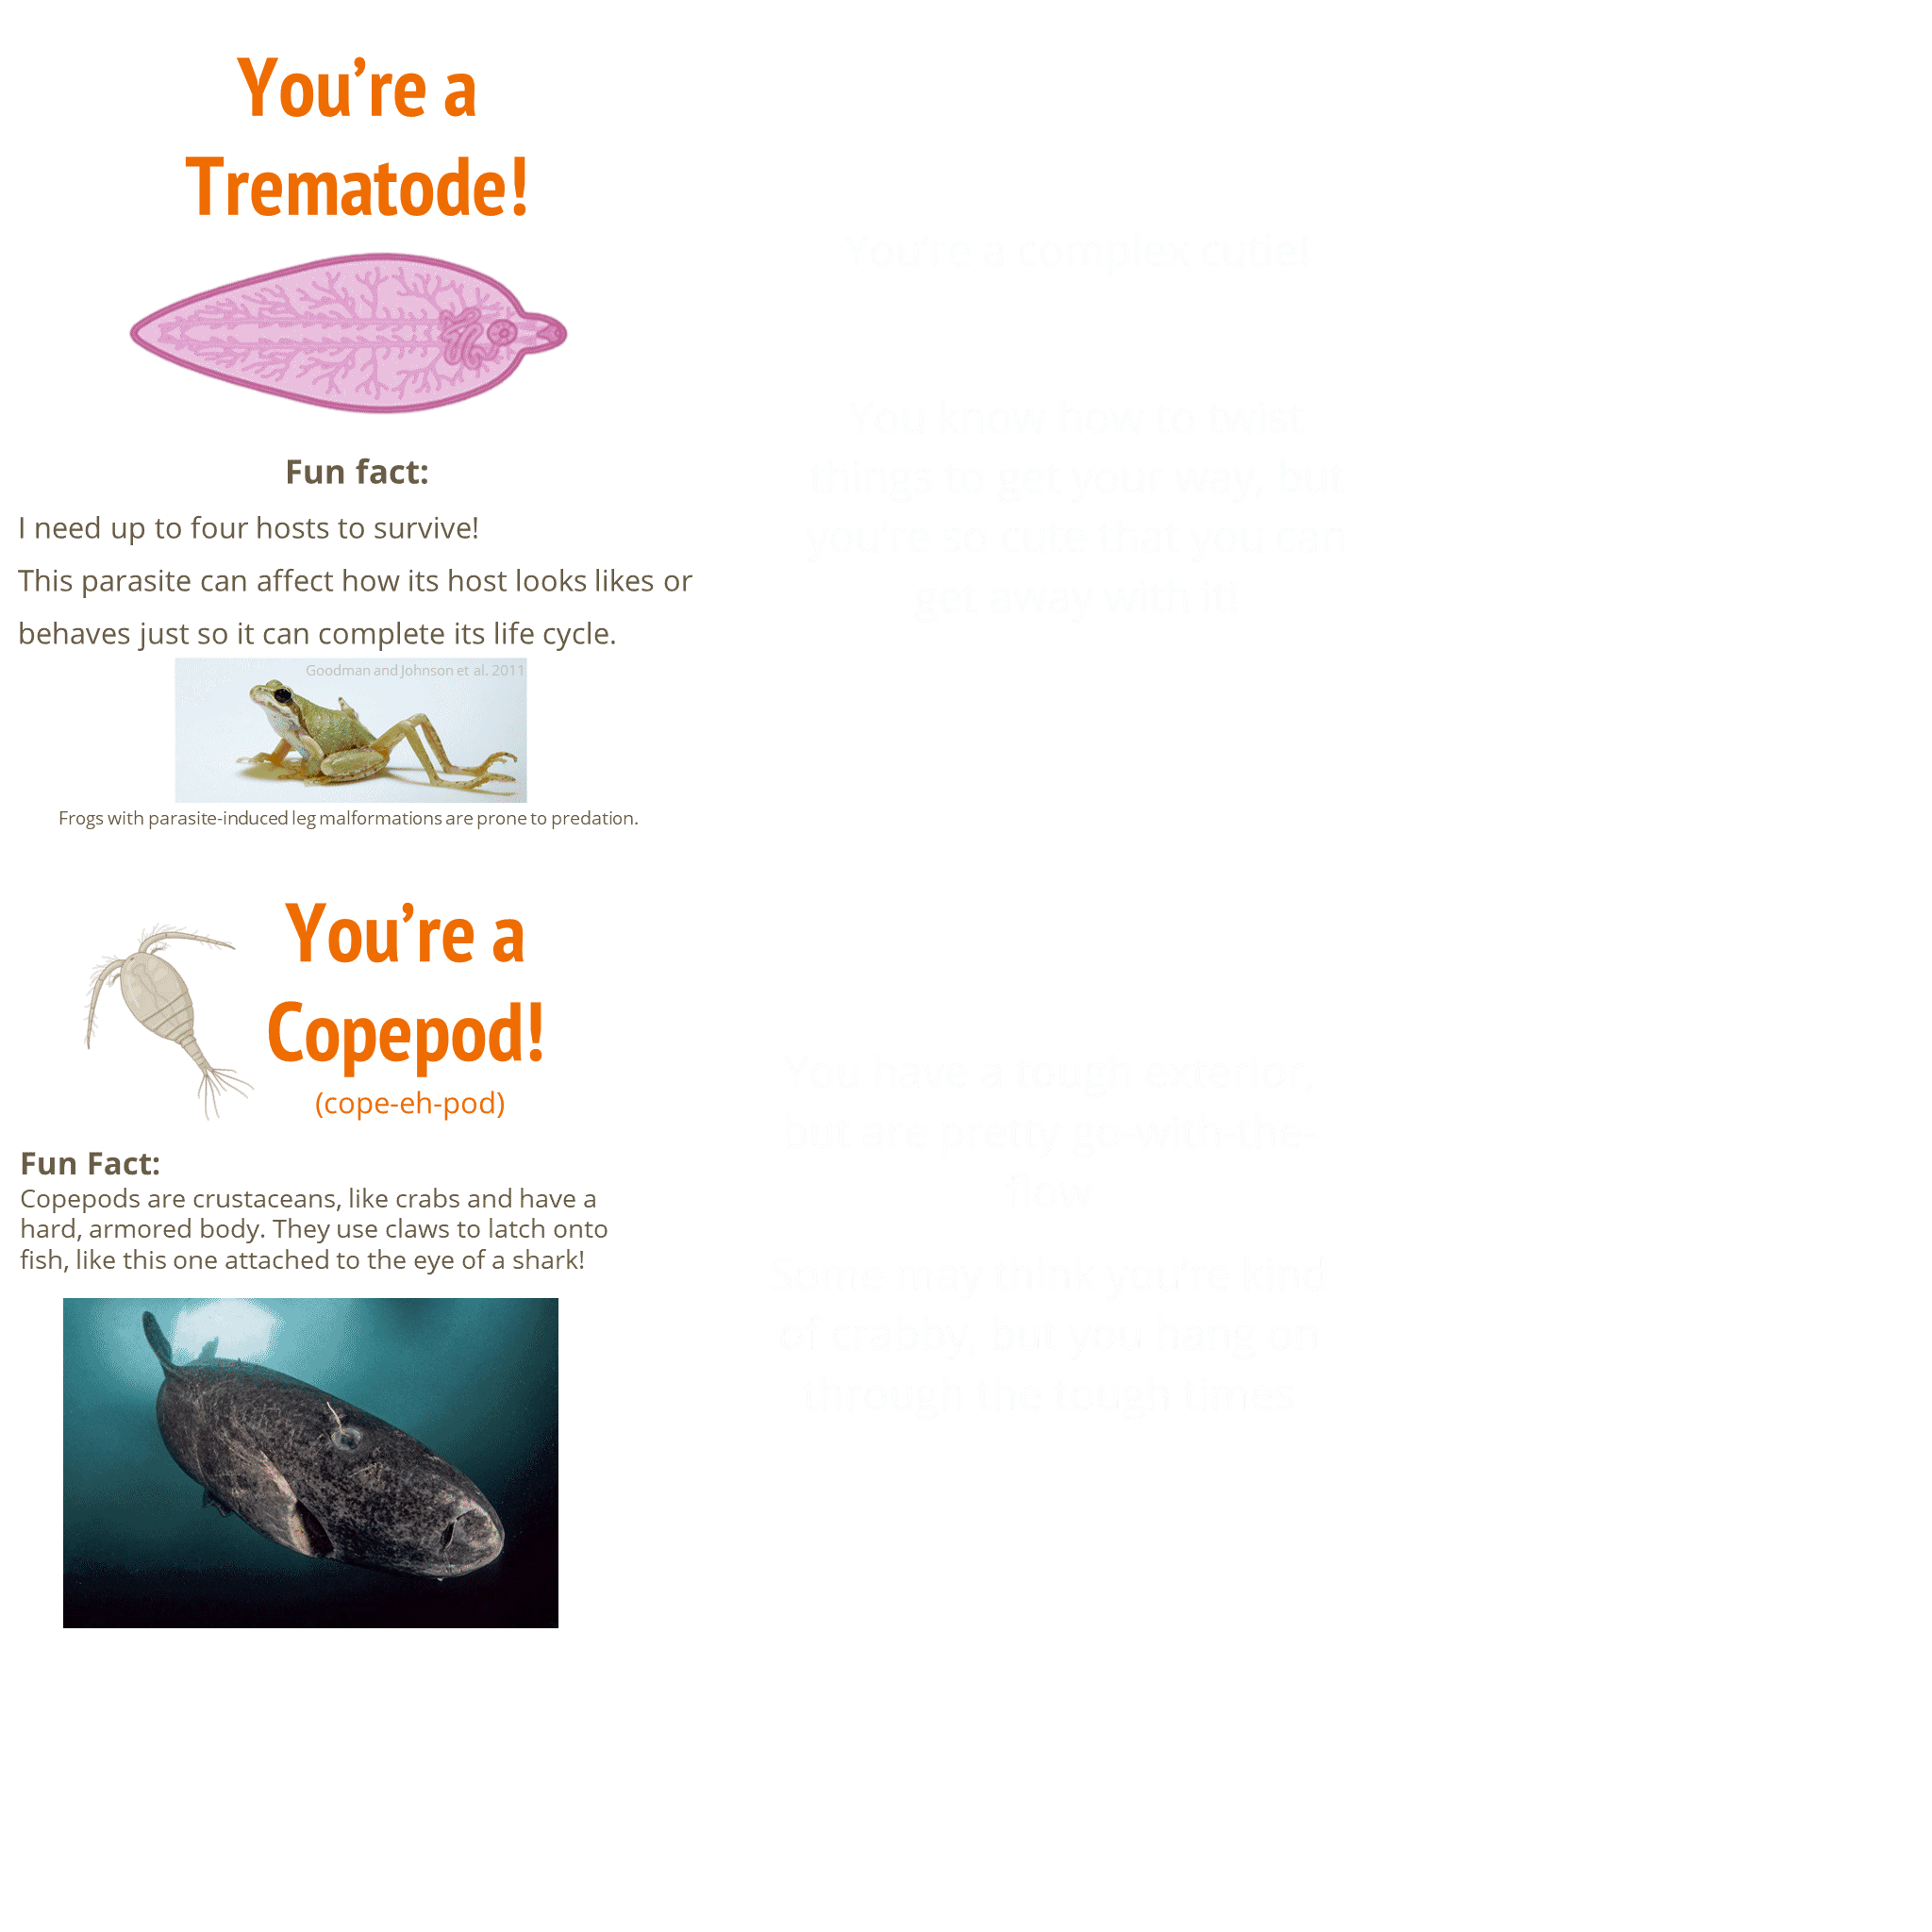 You're a
Trematode!
Fun fact:
I need up to four hosts to survive!
This parasite can affect how its host looks likes or
behaves just so it can complete its life cycle.
Goodman and Johnson et al. 2011
Frogs with parasite-induced leg malformations are prone to predation.
You're a complex cutie!
You know how to twist
things to get your way, but
you're so cute that you can
get away with it!
You're a
Copepod!
(cope-eh-pod)
Fun Fact:
Copepods are crustaceans, like crabs and have a
hard, armored body. They use claws to latch onto
fish, like this one attached to the eye of a shark!
You have a tough exterior,
but are pretty go-with-the-
flow
Some may think you're kind
of crabby, but you hang on
through the tough times